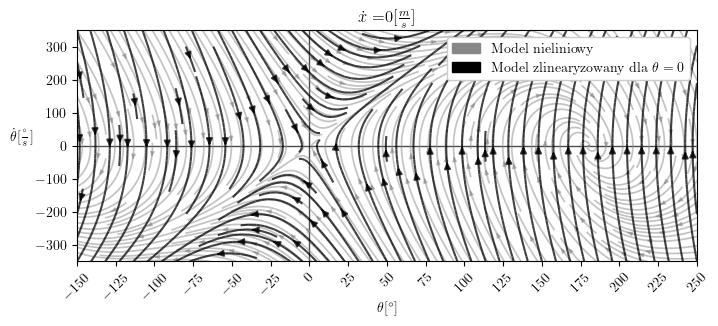 ẋ =0[m/s]
Model nieliniowy
Model zlinearyzowany dla θ = 0
θ̇[°/s]
300
200
100
0
−100
−200
−300
−150 −125 −100 −75 −50 −25 0 25 50 75 100 125 150 175 200 225 250
θ[°]